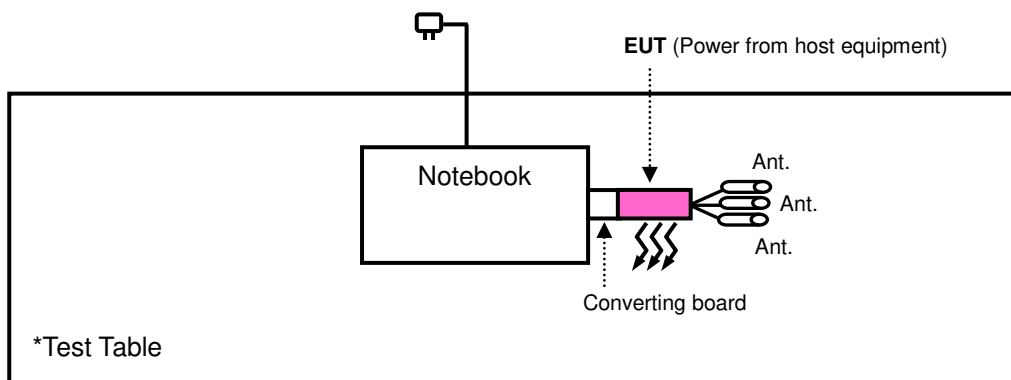 EUT (Power from host equipment)
Notebook
Ant.
Ant.
Ant.
Converting board
*Test Table